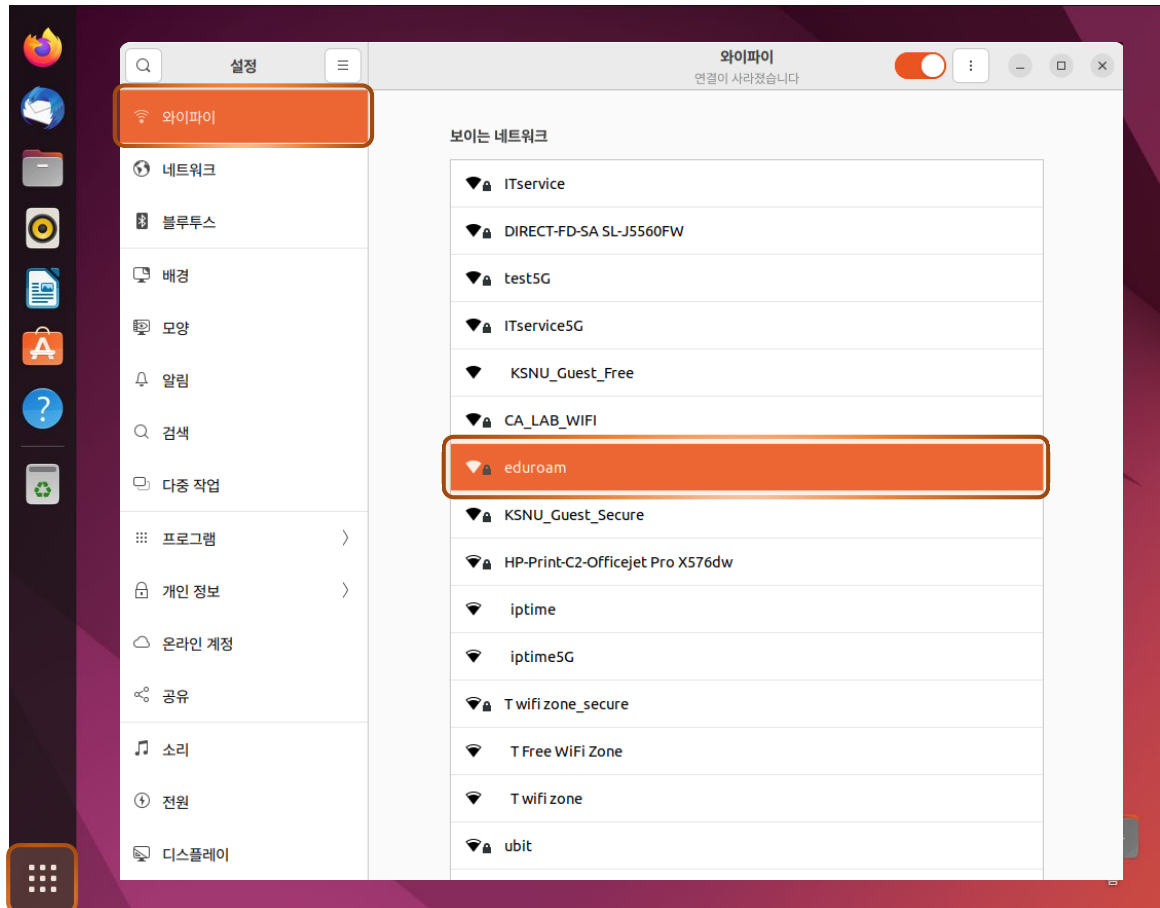 설정
와이파이
연결이 사라졌습니다
와이파이
네트워크
블루투스
배경
모양
알림
검색
다중 작업
프로그램
개인 정보
온라인 계정
공유
소리
전원
디스플레이
보이는 네트워크
ITservice
DIRECT-FD-SA SL-J5560FW
test5G
ITservice5G
KSNU_Guest_Free
CA_LAB_WIFI
eduroam
KSNU_Guest_Secure
HP-Print-C2-Officejet Pro X576dw
iptime
iptime5G
T wifi zone_secure
T Free WiFi Zone
T wifi zone
ubit